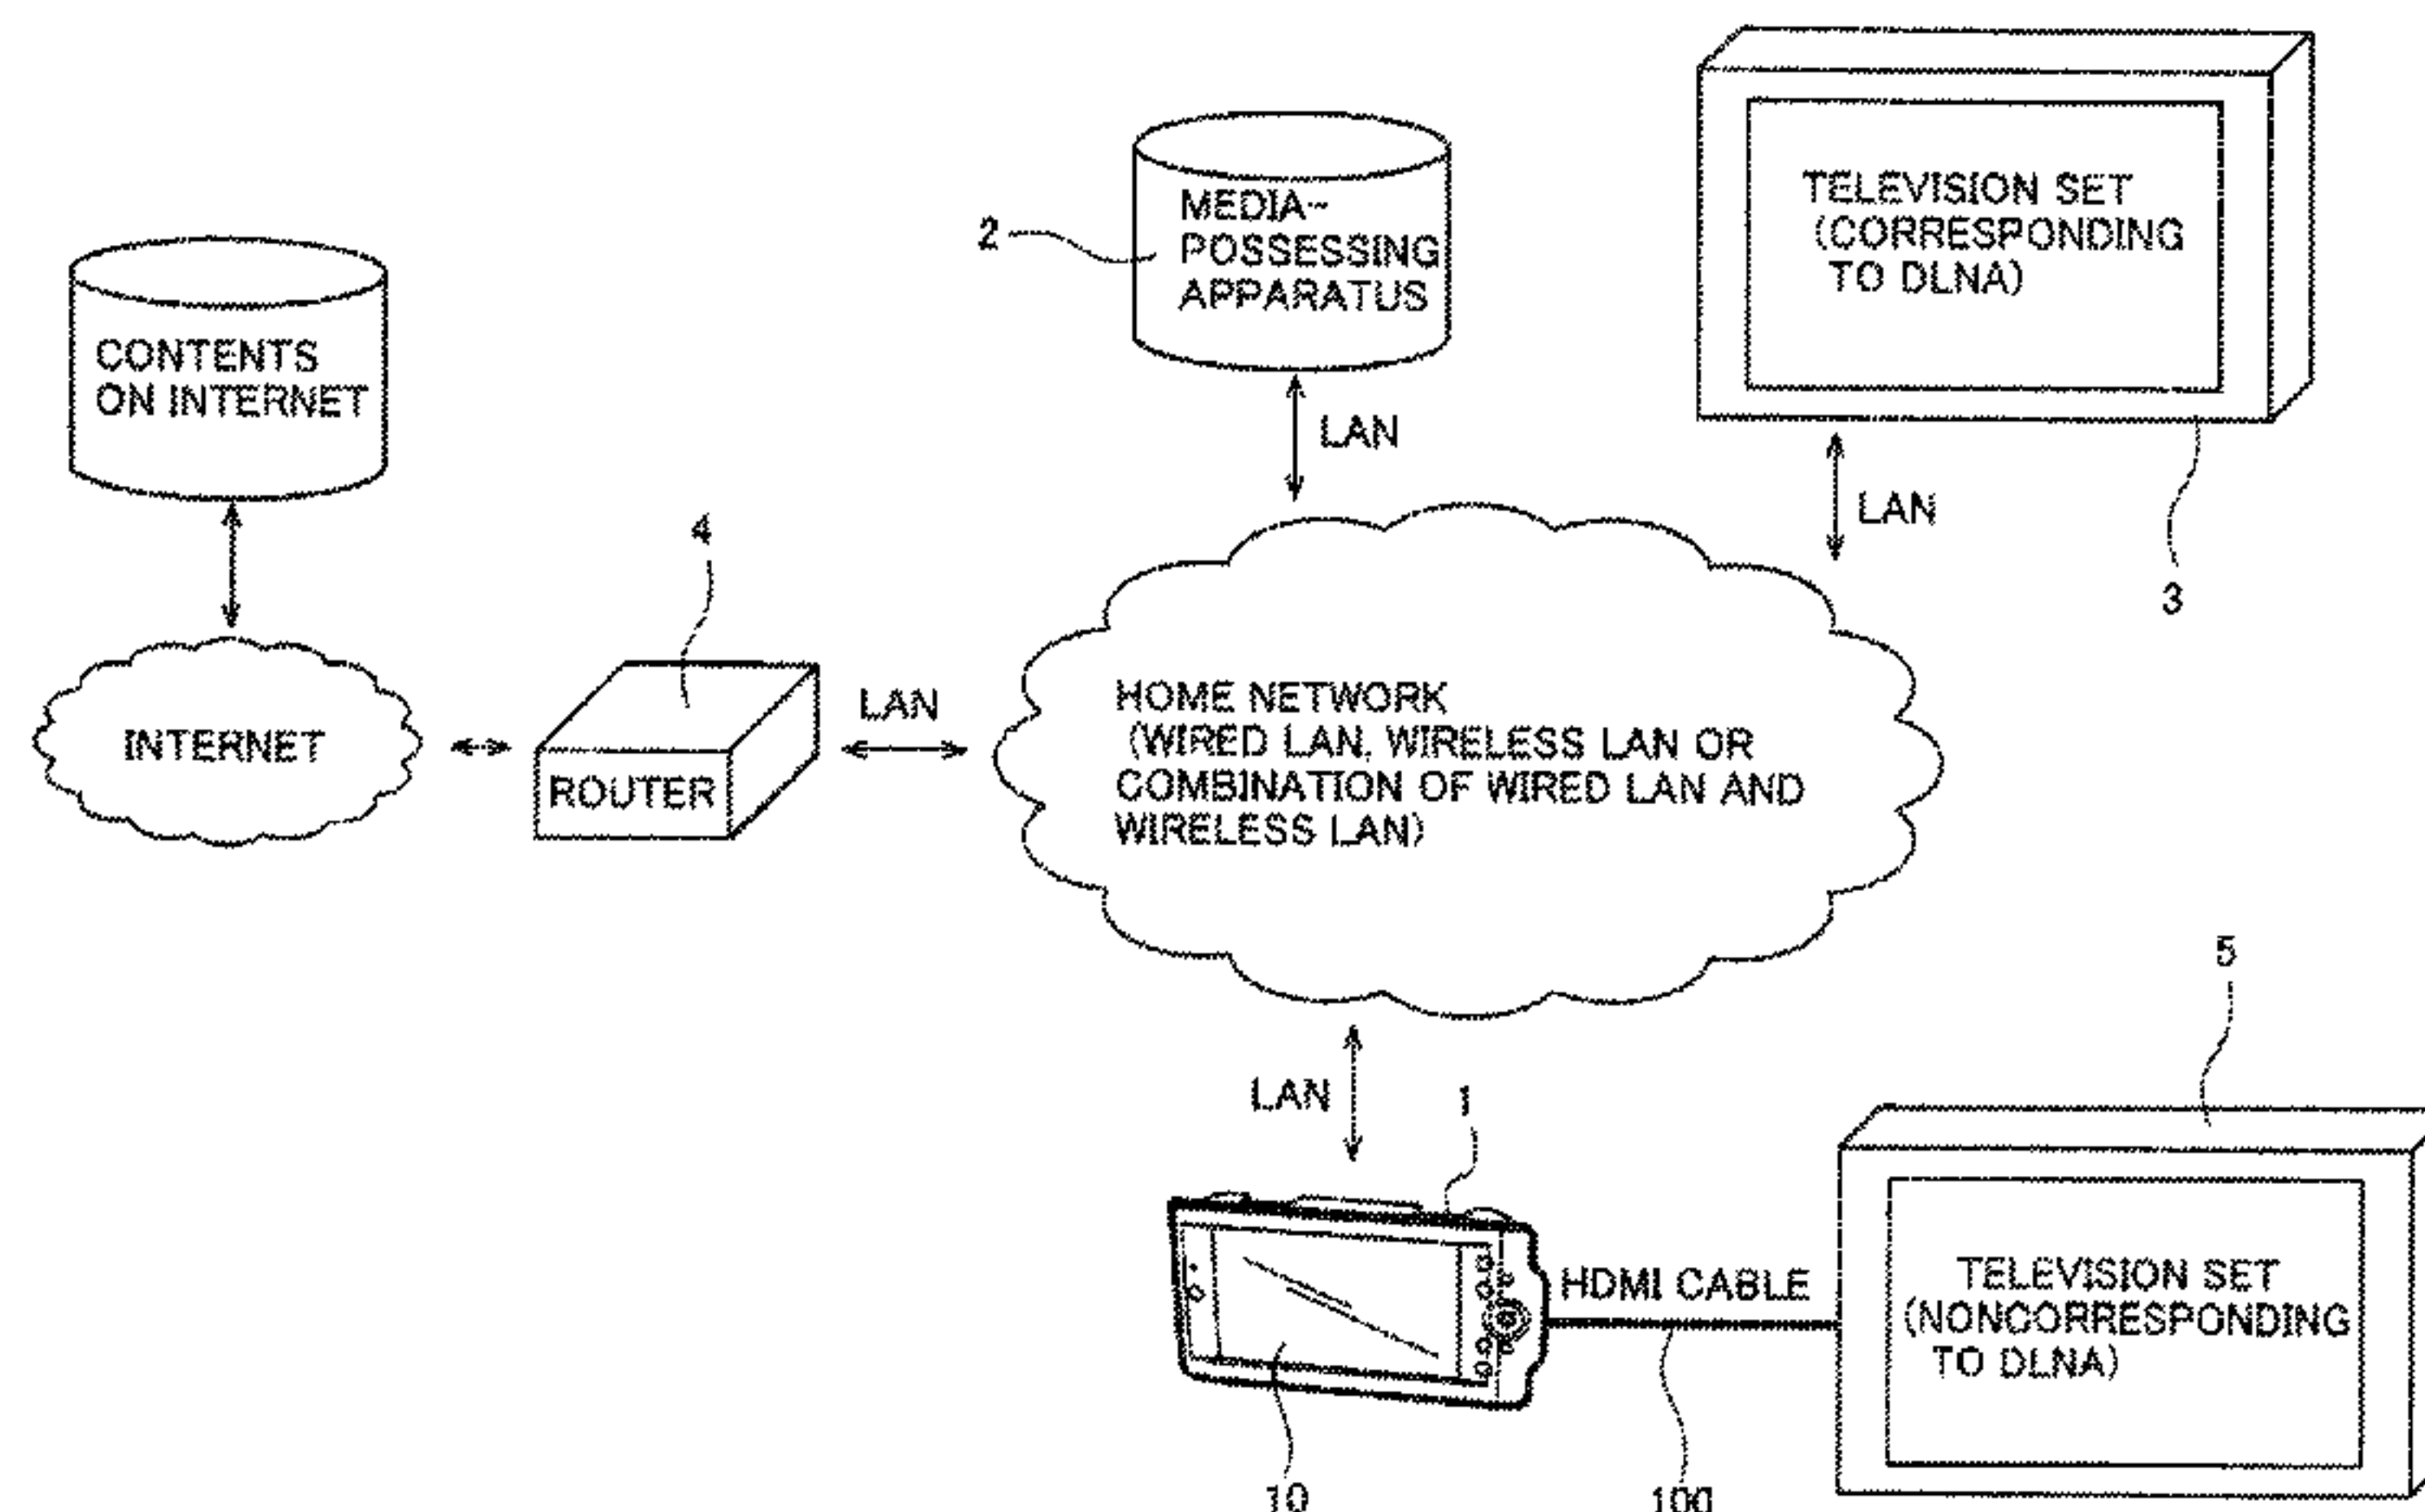 TELEVISION SET
(CORRESPONDING
TO DLNA)
3
MEDIA-
POSSESSING
APPARATUS
2
LAN
LAN
CONTENTS
ON INTERNET
INTERNET
4
ROUTER
LAN
HOME NETWORK
(WIRED LAN, WIRELESS LAN OR
COMBINATION OF WIRED LAN AND
WIRELESS LAN)
LAN
1
10
HDMI CABLE
100
5
TELEVISION SET
(NONCORRESPONDING
TO DLNA)